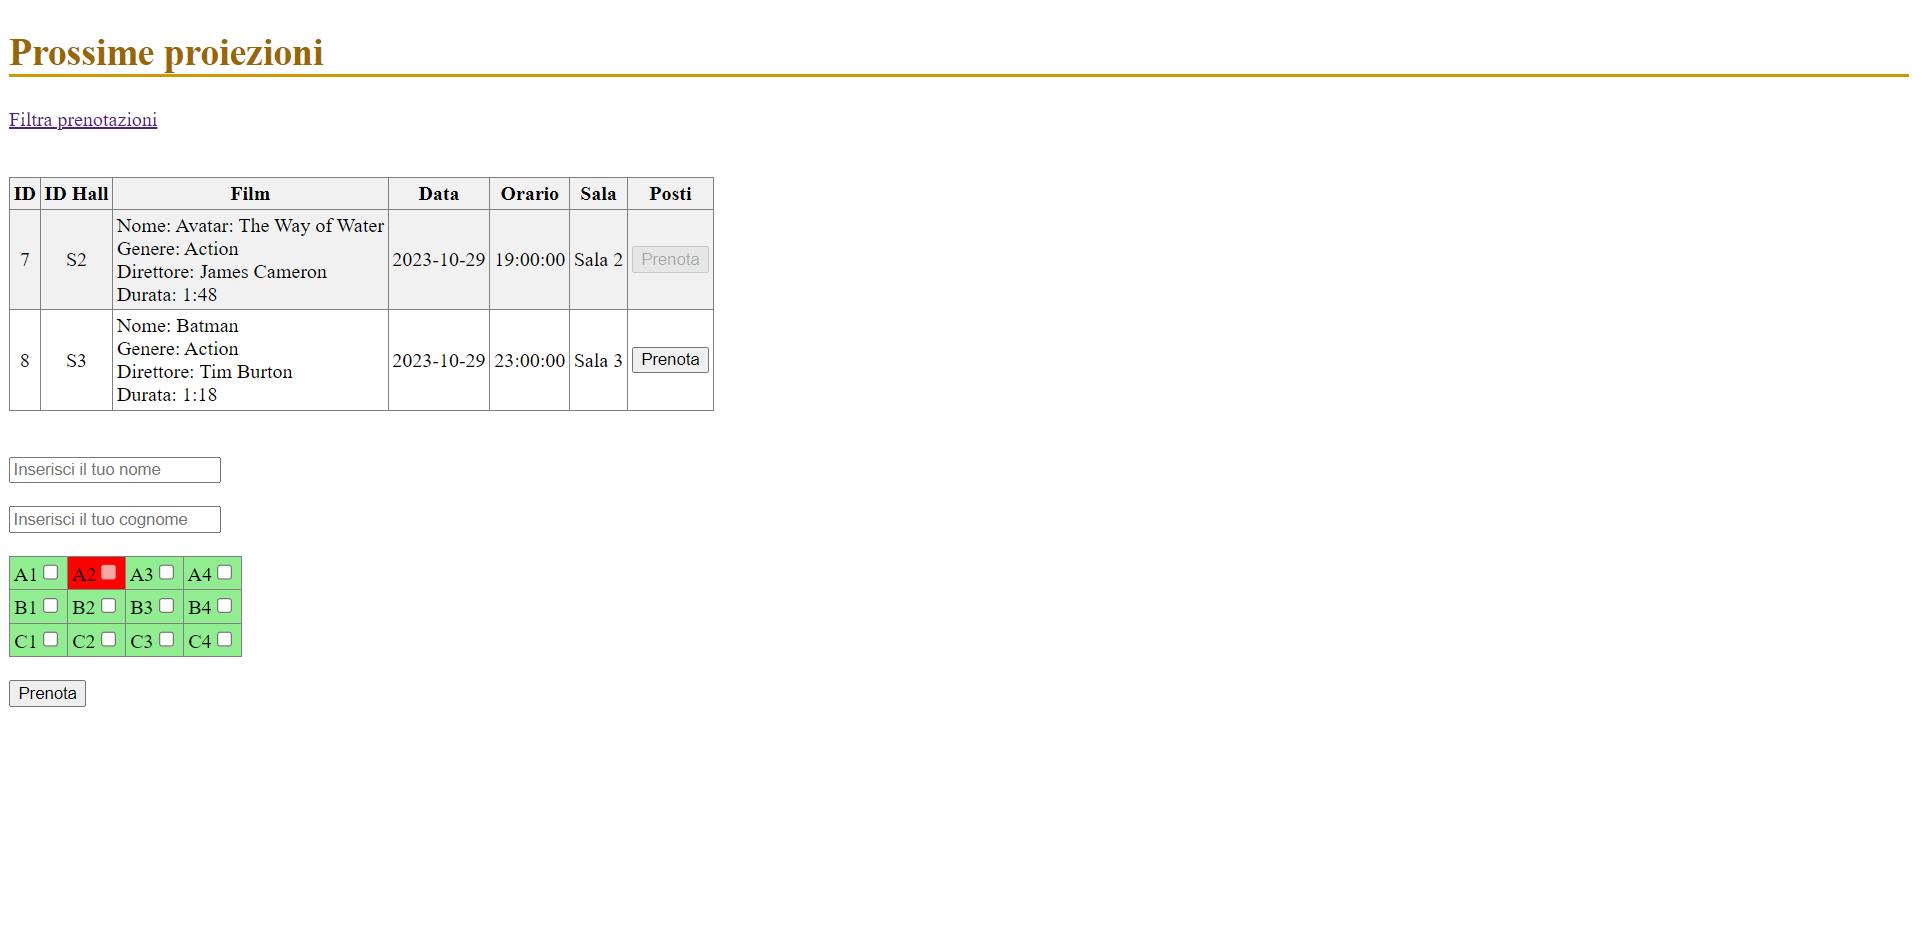 Prossime proiezioni
Filtra prenotazioni
ID ID Hall Film Data Orario Sala Posti
7 S2 Nome: Avatar: The Way of Water
Genere: Action
Direttore: James Cameron
Durata: 1:48 2023-10-29 19:00:00 Sala 2 Prenota
8 S3 Nome: Batman
Genere: Action
Direttore: Tim Burton
Durata: 1:18 2023-10-29 23:00:00 Sala 3 Prenota
Inserisci il tuo nome
Inserisci il tuo cognome
A1 A2 A3 A4
B1 B2 B3 B4
C1 C2 C3 C4
Prenota